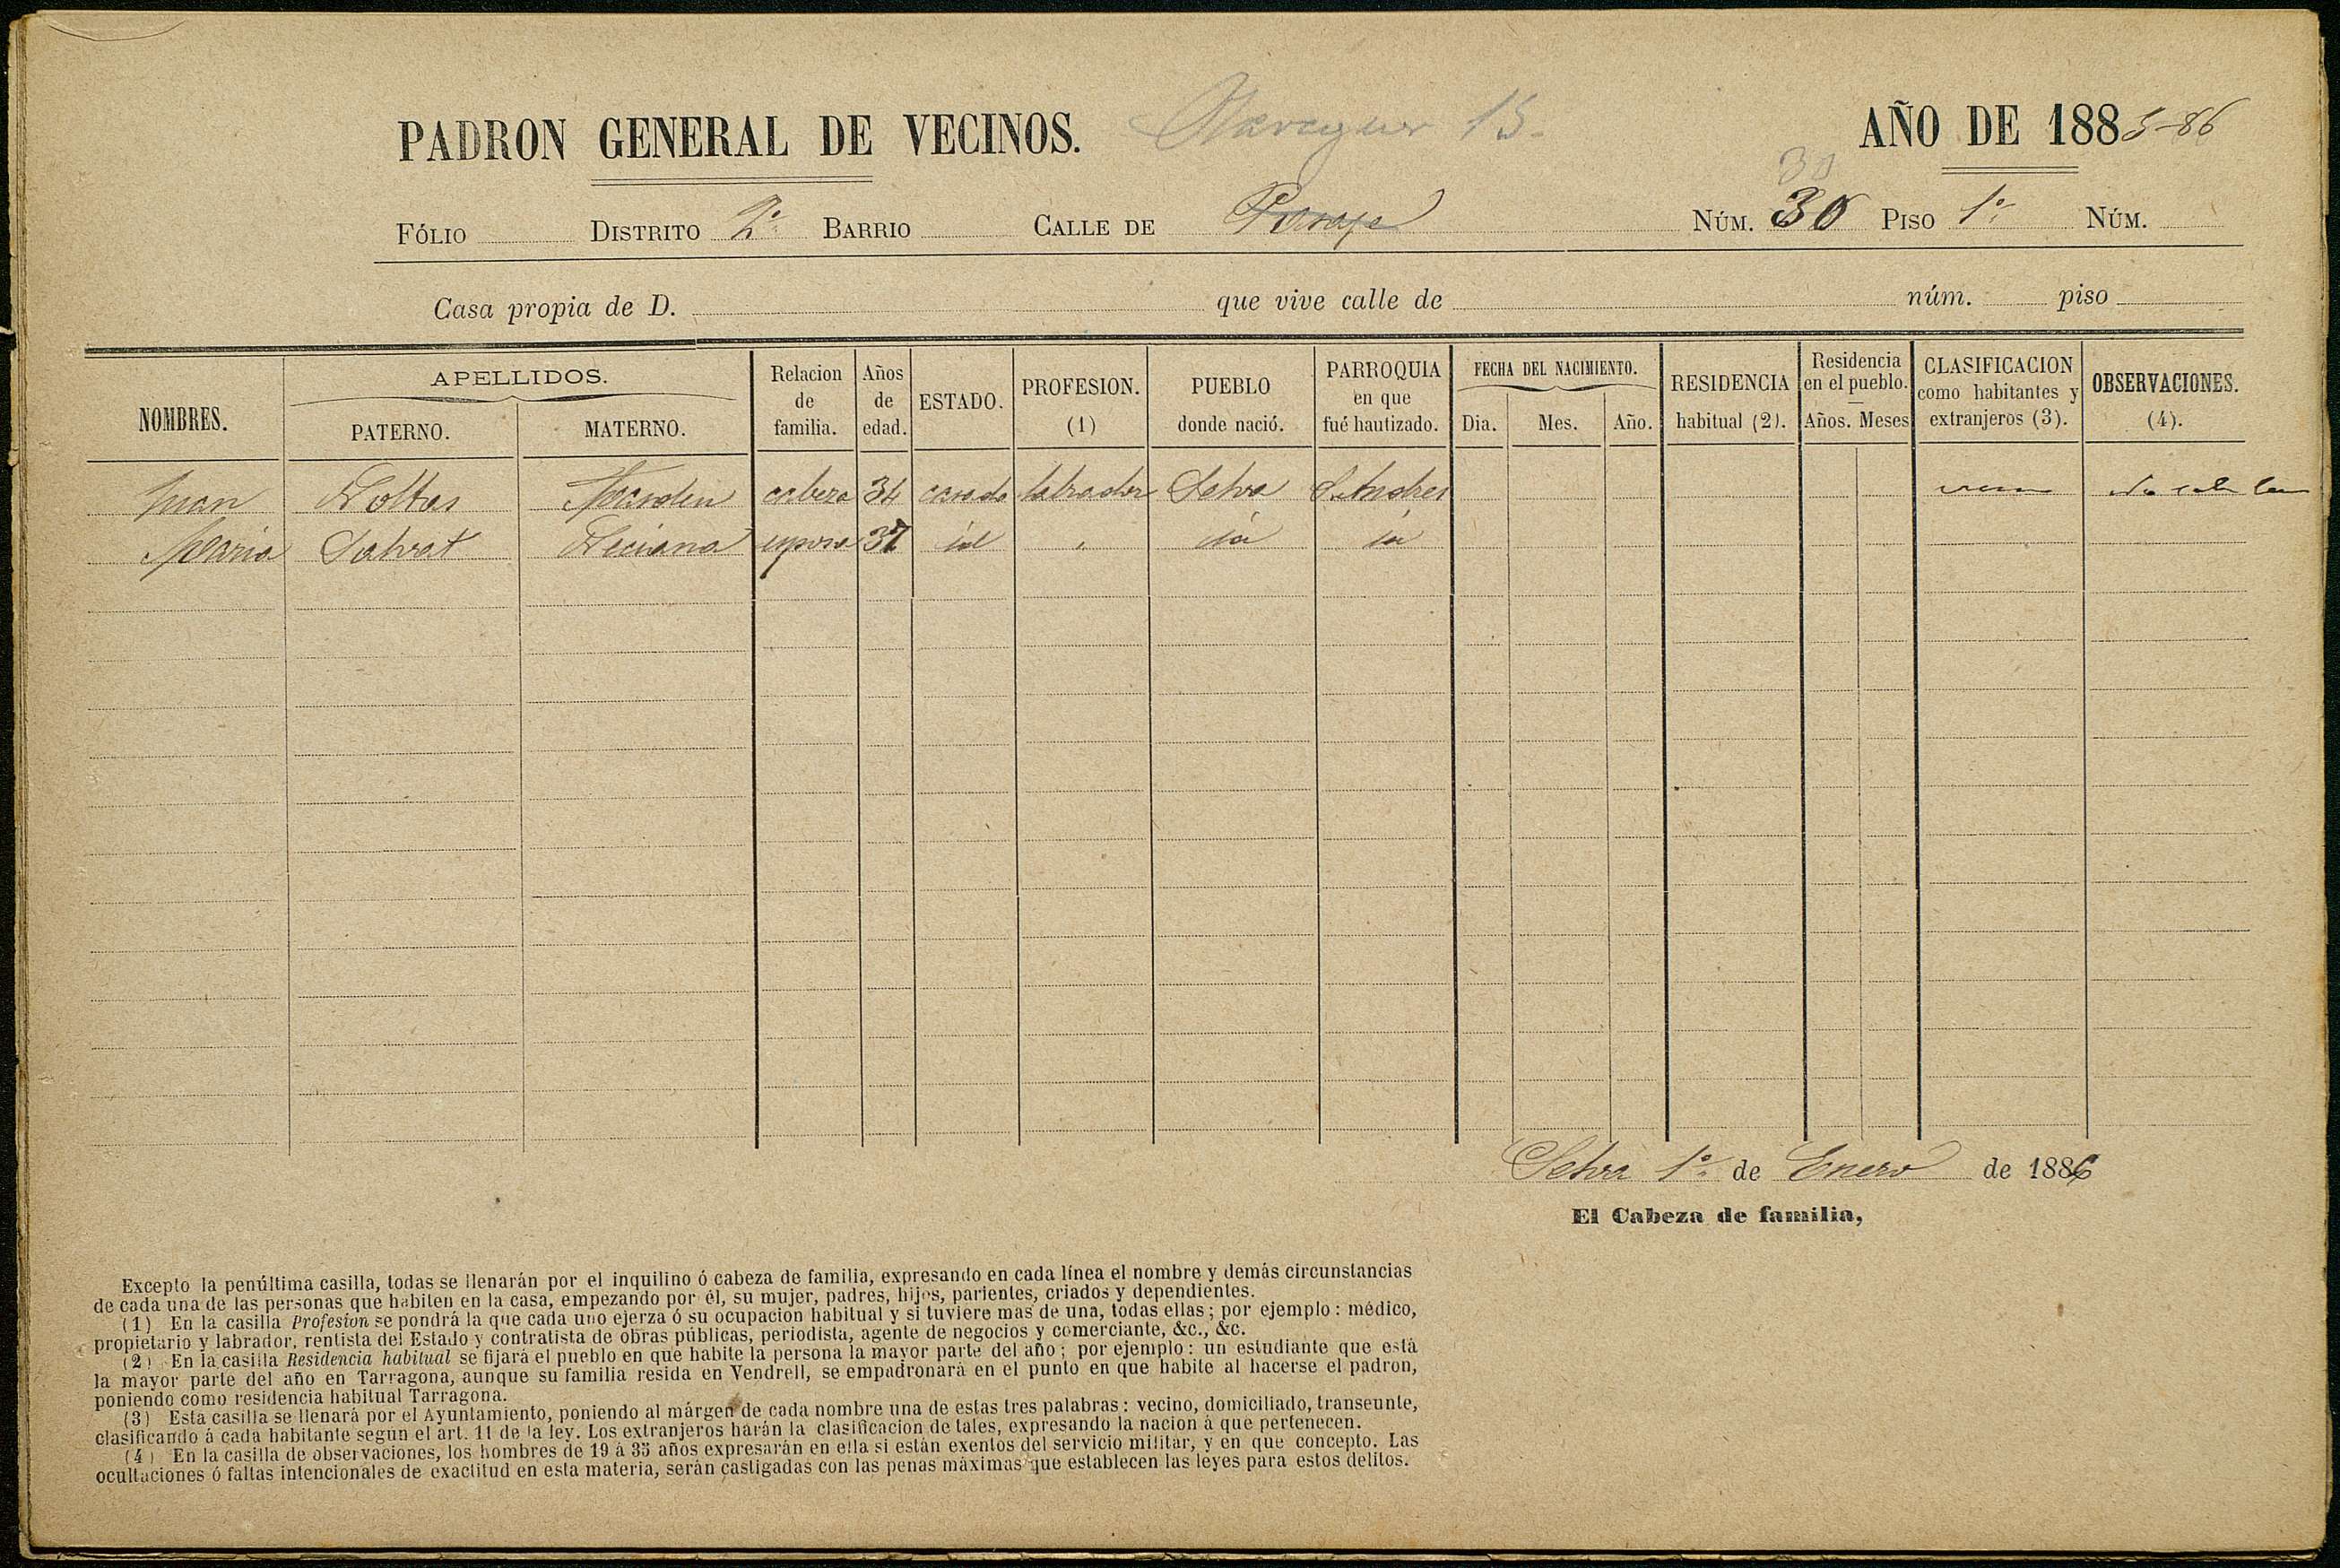 PADRON GENERAL DE VECINOS. 15. AÑO DE 1885-86
30
FÓLIO DISTRITO 2º BARRIO CALLE DE NÚM. 30 PISO 1º NÚM.
Casa propia de D. que vive calle de núm. piso
NOMBRES. APELLIDOS. PATERNO. MATERNO. Relacion de familia. Años de edad. ESTADO. PROFESION. (1) PUEBLO donde nació. PARROQUIA en que fué bautizado. FECHA DEL NACIMIENTO. Dia. Mes. Año. RESIDENCIA habitual (2). Residencia en el pueblo. Años. Meses CLASIFICACION como habitantes y extranjeros (3). OBSERVACIONES. (4).
Juan cabeza 34 casado labrador Selva S. Andres
Maria Salvat esposa 37 id " id id
Selva 1º de Enero de 1886
El Cabeza de familia,
Excepto la penúltima casilla, todas se llenarán por el inquilino ó cabeza de familia, expresando en cada línea el nombre y demás circunstancias
de cada una de las personas que habiten en la casa, empezando por él, su mujer, padres, hijos, parientes, criados y dependientes.
(1) En la casilla Profesion se pondrá la que cada uno ejerza ó su ocupacion habitual y si tuviere mas de una, todas ellas; por ejemplo: médico,
propietario y labrador, rentista del Estado y contratista de obras públicas, periodista, agente de negocios y comerciante, &c., &c.
(2) En la casilla Residencia habitual se fijará el pueblo en que habite la persona la mayor parte del año; por ejemplo: un estudiante que está
la mayor parte del año en Tarragona, aunque su familia resida en Vendrell, se empadronará en el punto en que habite al hacerse el padron,
poniendo como residencia habitual Tarragona.
(3) Esta casilla se llenará por el Ayuntamiento, poniendo al márgen de cada nombre una de estas tres palabras: vecino, domiciliado, transeunte,
clasificando á cada habitante segun el art. 11 de la ley. Los extranjeros harán la clasificacion de tales, expresando la nacion á que pertenecen.
(4) En la casilla de observaciones, los hombres de 19 á 35 años expresarán en ella si están exentos del servicio militar, y en que concepto. Las
ocultaciones ó faltas intencionales de exactitud en esta materia, serán castigadas con las penas máximas que establecen las leyes para estos delitos.